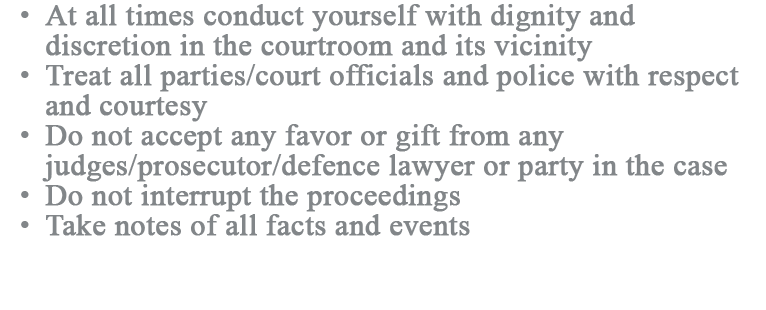 • At all times conduct yourself with dignity and
discretion in the courtroom and its vicinity
• Treat all parties/court officials and police with respect
and courtesy
• Do not accept any favor or gift from any
judges/prosecutor/defence lawyer or party in the case
• Do not interrupt the proceedings
• Take notes of all facts and events